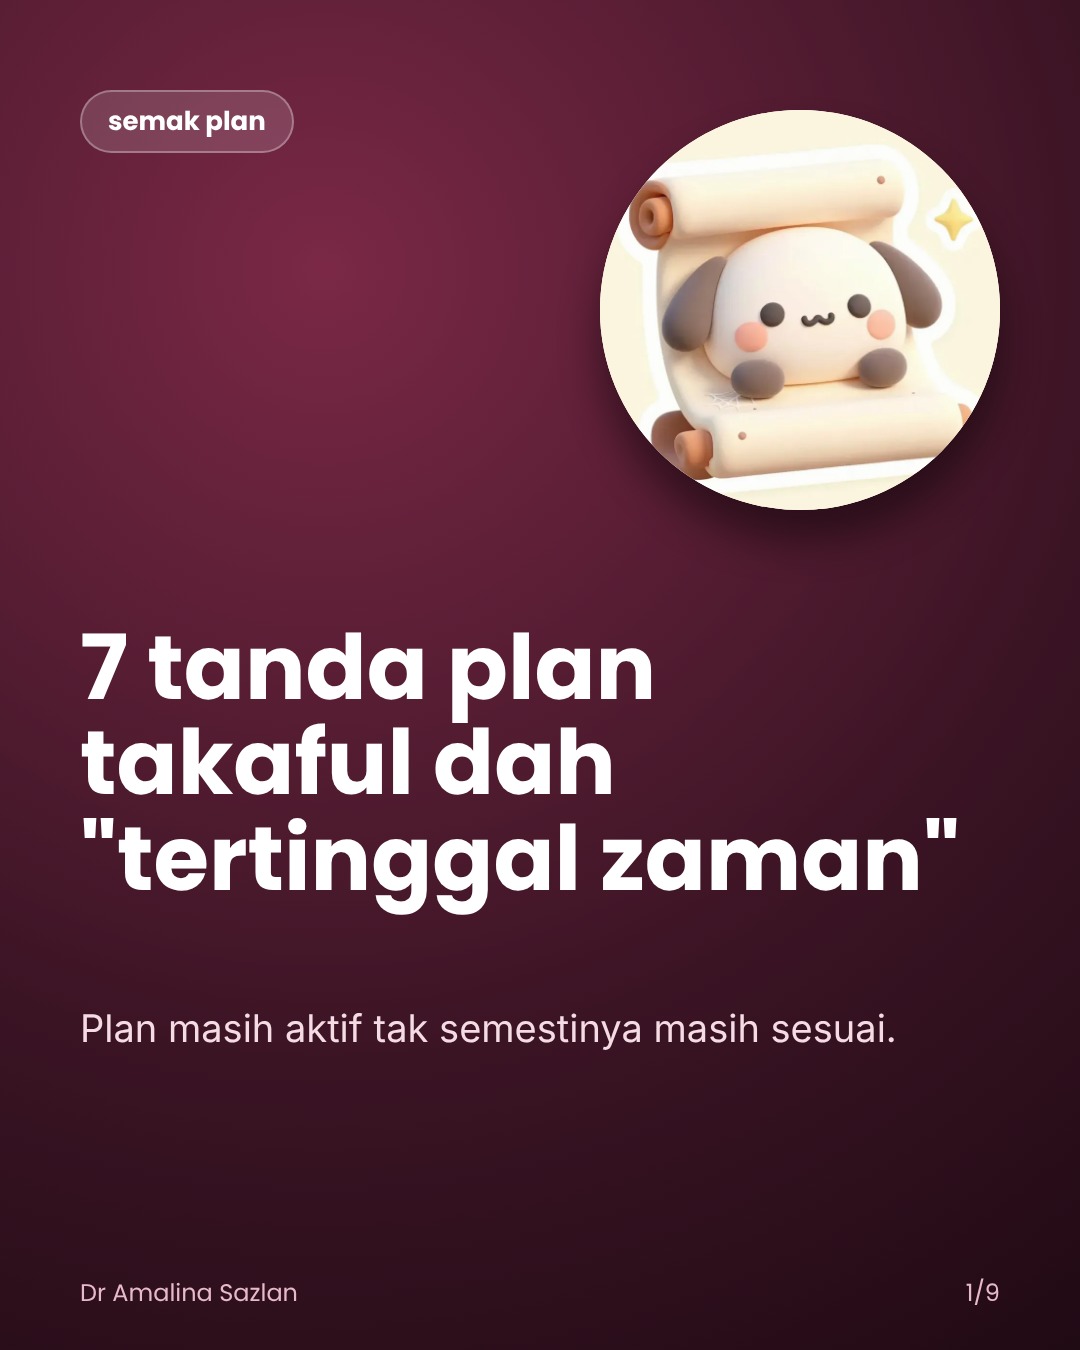 semak plan
7 tanda plan
takaful dah
"tertinggal zaman"
Plan masih aktif tak semestinya masih sesuai.
Dr Amalina Sazlan
1/9